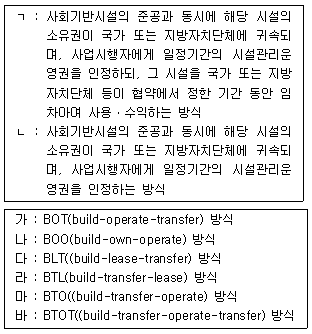 ㄱ : 사회기반시설의 준공과 동시에 해당 시설의
소유권이 국가 또는 지방자치단체에 귀속되
며, 사업시행자에게 일정기간의 시설관리운
영권을 인정하되, 그 시설을 국가 또는 지방
자치단체 등이 협약에서 정한 기간 동안 임
차하여 사용·수익하는 방식
ㄴ : 사회기반시설의 준공과 동시에 해당 시설의
소유권이 국가 또는 지방자치단체에 귀속되
며, 사업시행자에게 일정기간의 시설관리운
영권을 인정하는 방식
가 : BOT(build-operate-transfer) 방식
나 : BOO(build-own-operate) 방식
다 : BLT((build-lease-transfer) 방식
라 : BTL(build-transfer-lease) 방식
마 : BTO((build-transfer-operate) 방식
바 : BTOT((build-transfer-operate-transfer) 방식